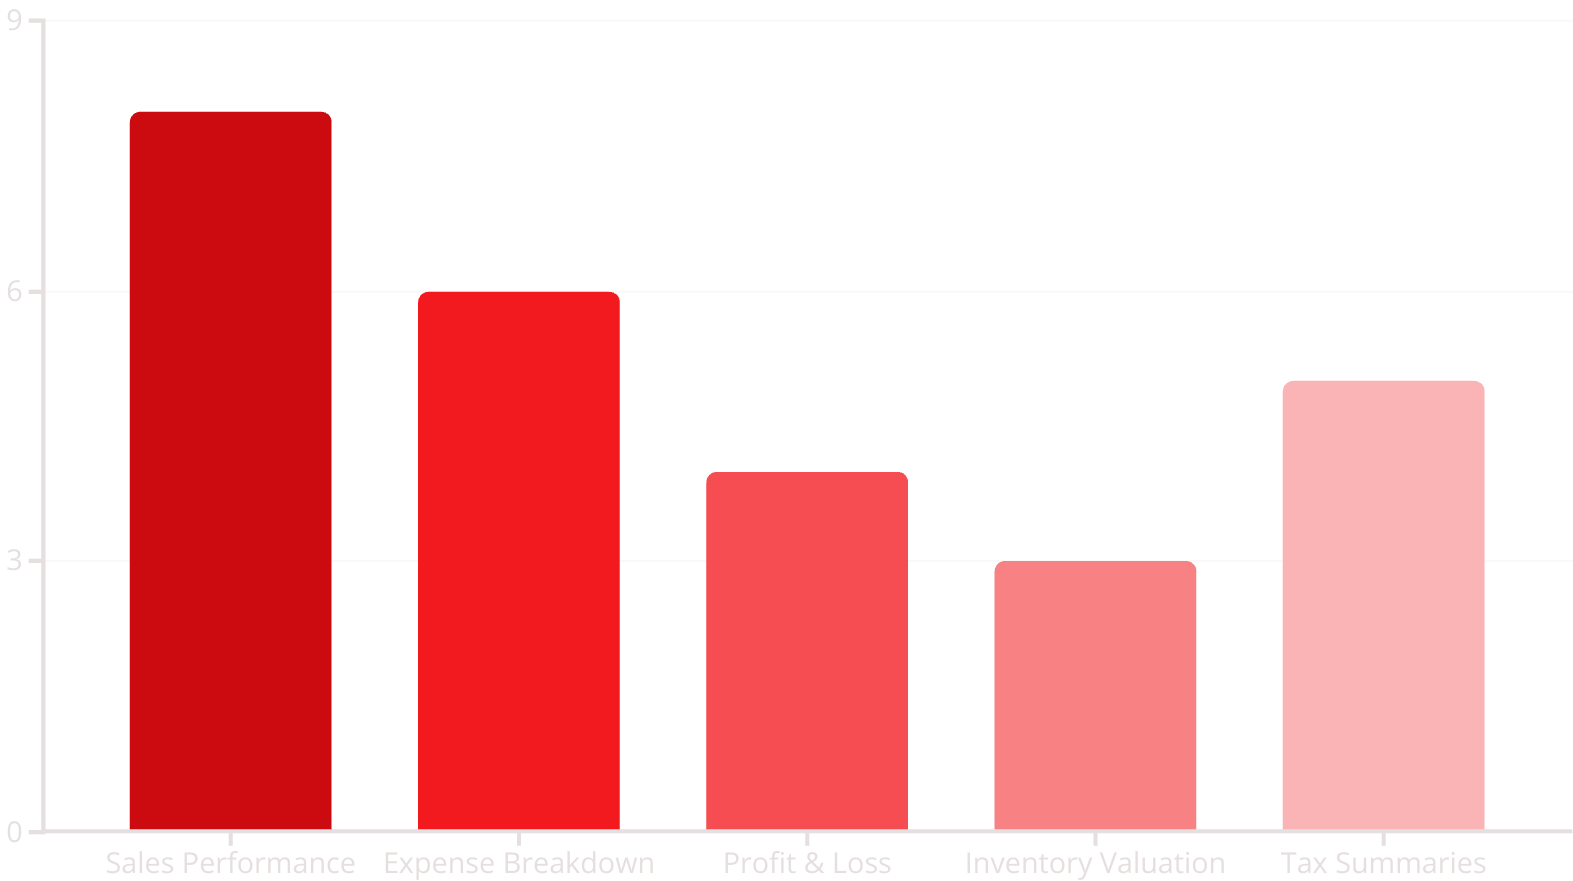 9
6
3
0
Sales Performance Expense Breakdown Profit & Loss Inventory Valuation Tax Summaries